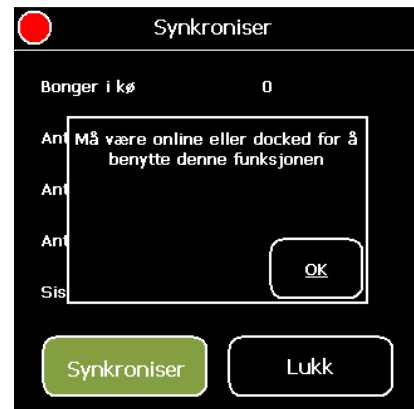 Synkroniser
Bonger i kø 0
Må være online eller docked for å
benytte denne funksjonen
Ant
Ant
Ant
OK
Sis
Synkroniser Lukk